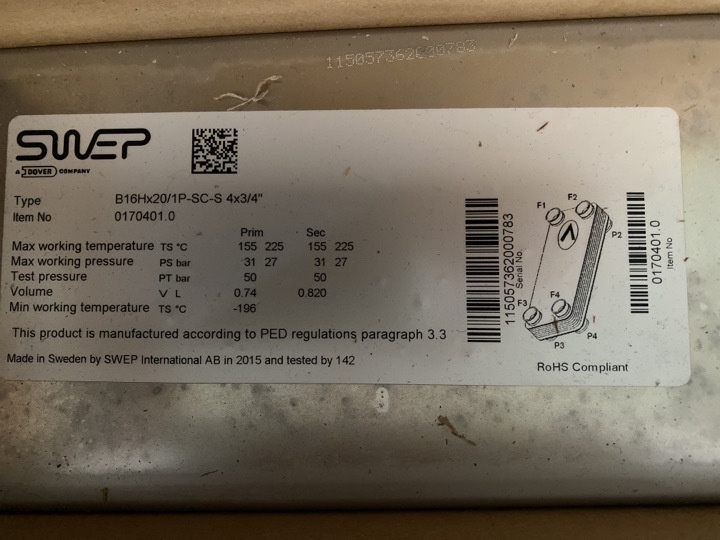 115057362000783
SWEP
A DOVER COMPANY
Type B16Hx20/1P-SC-S 4x3/4"
Item No 0170401.0
Prim Sec
Max working temperature TS °C 155 225 155 225
Max working pressure PS bar 31 27 31 27
Test pressure PT bar 50 50
Volume V L 0.74 0.820
Min working temperature TS °C -196
This product is manufactured according to PED regulations paragraph 3.3
Made in Sweden by SWEP International AB in 2015 and tested by 142
115057362000783
Serial No
F1 F2
P2
F3 F4
P3 P4
RoHS Compliant
0170401.0
Item No